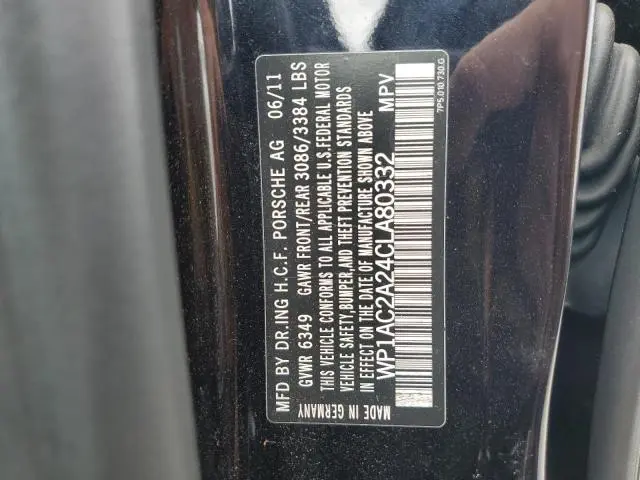 MFD BY DR.ING H.C.F. PORSCHE AG 06/11
GVWR 6349 GAWR FRONT/REAR 3086/3384 LBS
THIS VEHICLE CONFORMS TO ALL APPLICABLE U.S.FEDERAL MOTOR
VEHICLE SAFETY,BUMPER,AND THEFT PREVENTION STANDARDS
IN EFFECT ON THE DATE OF MANUFACTURE SHOWN ABOVE
WP1AC2A24CLA80332 MPV
MADE IN GERMANY
7P5.010.730.G